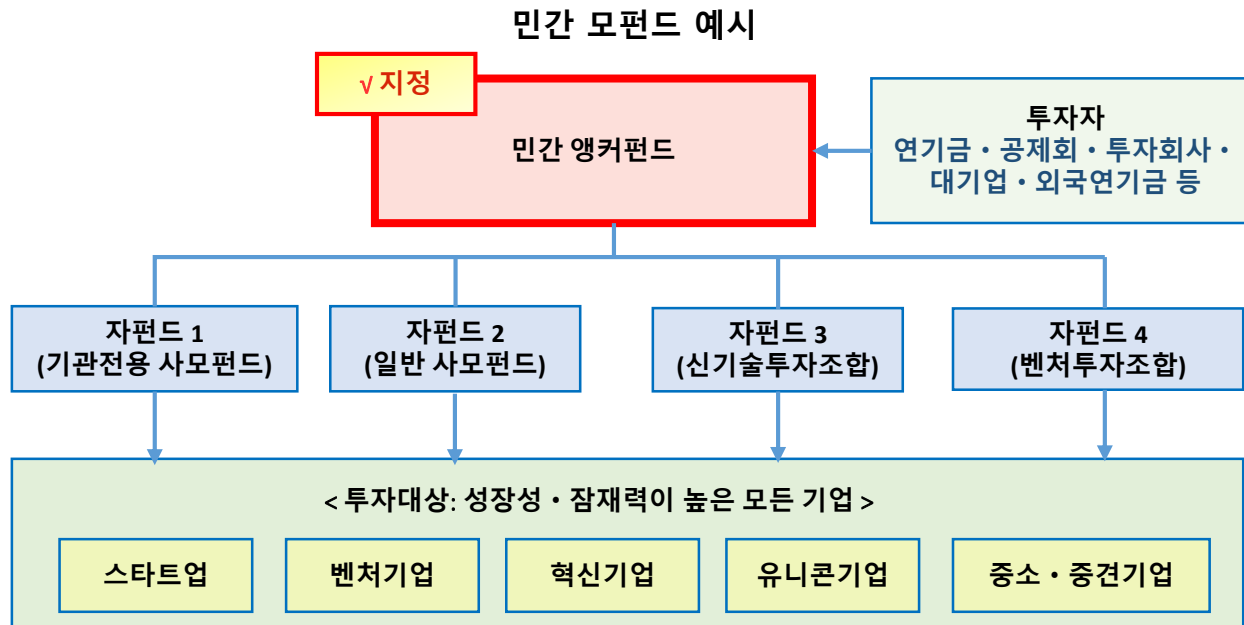 민간 모펀드 예시
√ 지정
민간 앵커펀드
투자자
연기금・공제회・투자회사・
대기업・외국연기금 등
자펀드 1
(기관전용 사모펀드)
자펀드 2
(일반 사모펀드)
자펀드 3
(신기술투자조합)
자펀드 4
(벤처투자조합)
< 투자대상: 성장성・잠재력이 높은 모든 기업 >
스타트업
벤처기업
혁신기업
유니콘기업
중소・중견기업